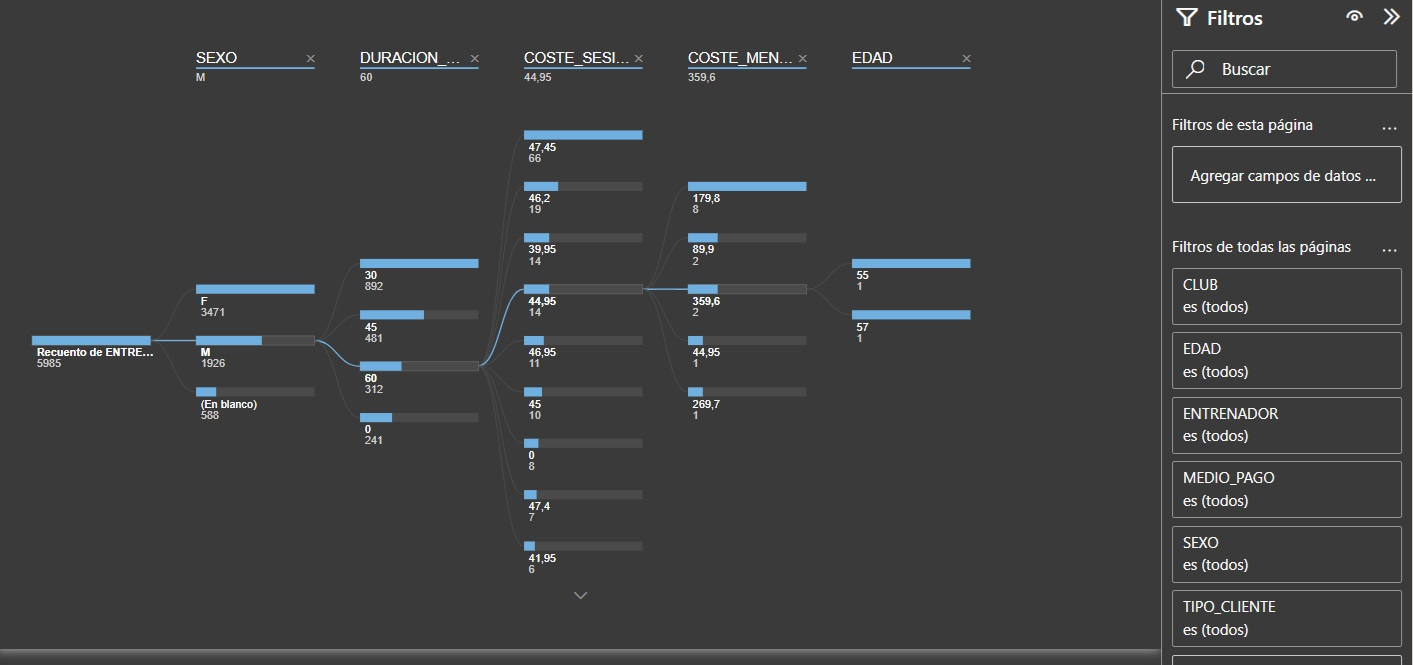 SEXO
M
DURACION_...
60
COSTE_SESI...
44,95
COSTE_MEN...
359,6
EDAD
Recuento de ENTRE...
5985
F
3471
M
1926
(En blanco)
588
30
892
45
481
60
312
0
241
47,45
66
46,2
19
39,95
14
44,95
14
46,95
11
45
10
0
8
47,4
7
41,95
6
179,8
8
89,9
2
359,6
2
44,95
1
269,7
1
55
1
57
1
Filtros
Buscar
Filtros de esta página
...
Agregar campos de datos ...
Filtros de todas las páginas
...
CLUB
es (todos)
EDAD
es (todos)
ENTRENADOR
es (todos)
MEDIO_PAGO
es (todos)
SEXO
es (todos)
TIPO_CLIENTE
es (todos)